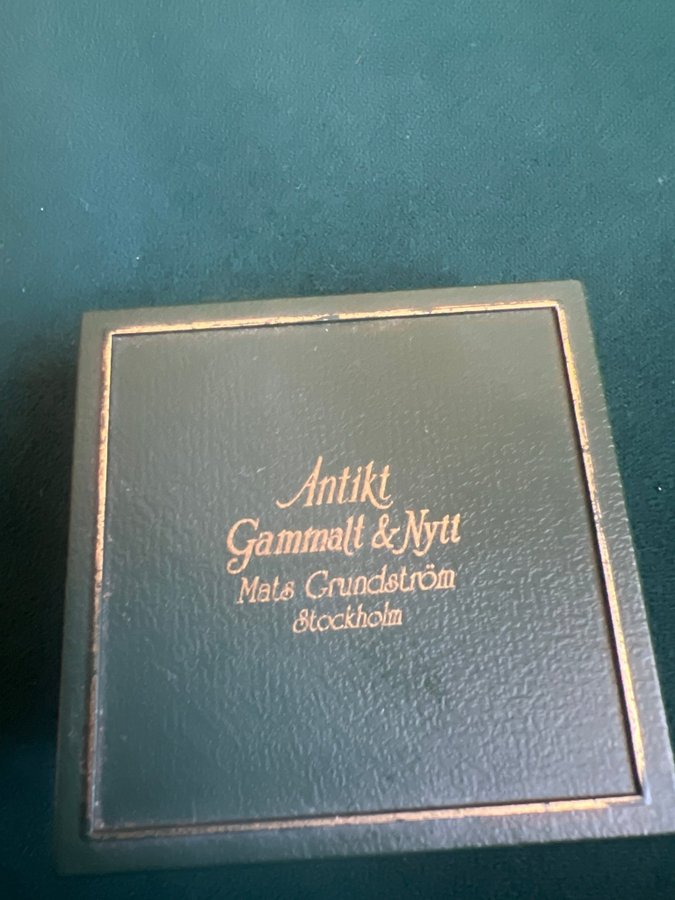 Antikt
Gammalt & Nytt
Mats Grundström
Stockholm